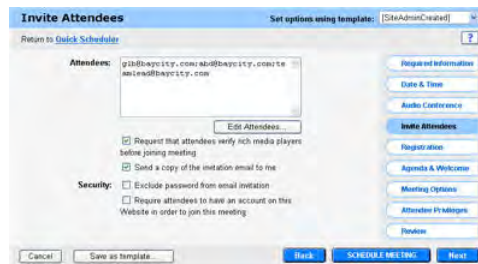 Invite Attendees
Set options using template: [SiteAdminCreated]
Return to Quick Scheduler
?
Attendees:
glh@baycity.com;abd@baycity.com;te
amlead@baycity.com
Edit Attendees...
Request that attendees verify rich media players
before joining meeting
Send a copy of the invitation email to me
Security:
Exclude password from email invitation
Require attendees to have an account on this
Website in order to join this meeting
Required Information
Date & Time
Audio Conference
Invite Attendees
Registration
Agenda & Welcome
Meeting Options
Attendee Privileges
Review
Cancel
Save as template...
Back
SCHEDULE MEETING
Next